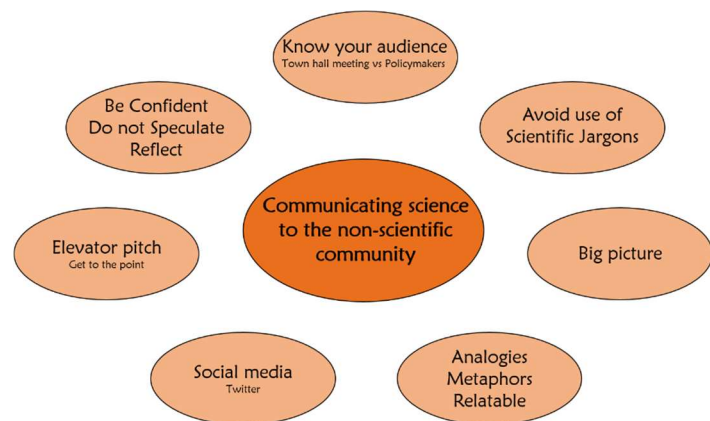 Know your audience
Town hall meeting vs Policymakers
Be Confident
Do not Speculate
Reflect
Avoid use of
Scientific Jargons
Communicating science
to the non-scientific
community
Elevator pitch
Get to the point
Big picture
Social media
Twitter
Analogies
Metaphors
Relatable